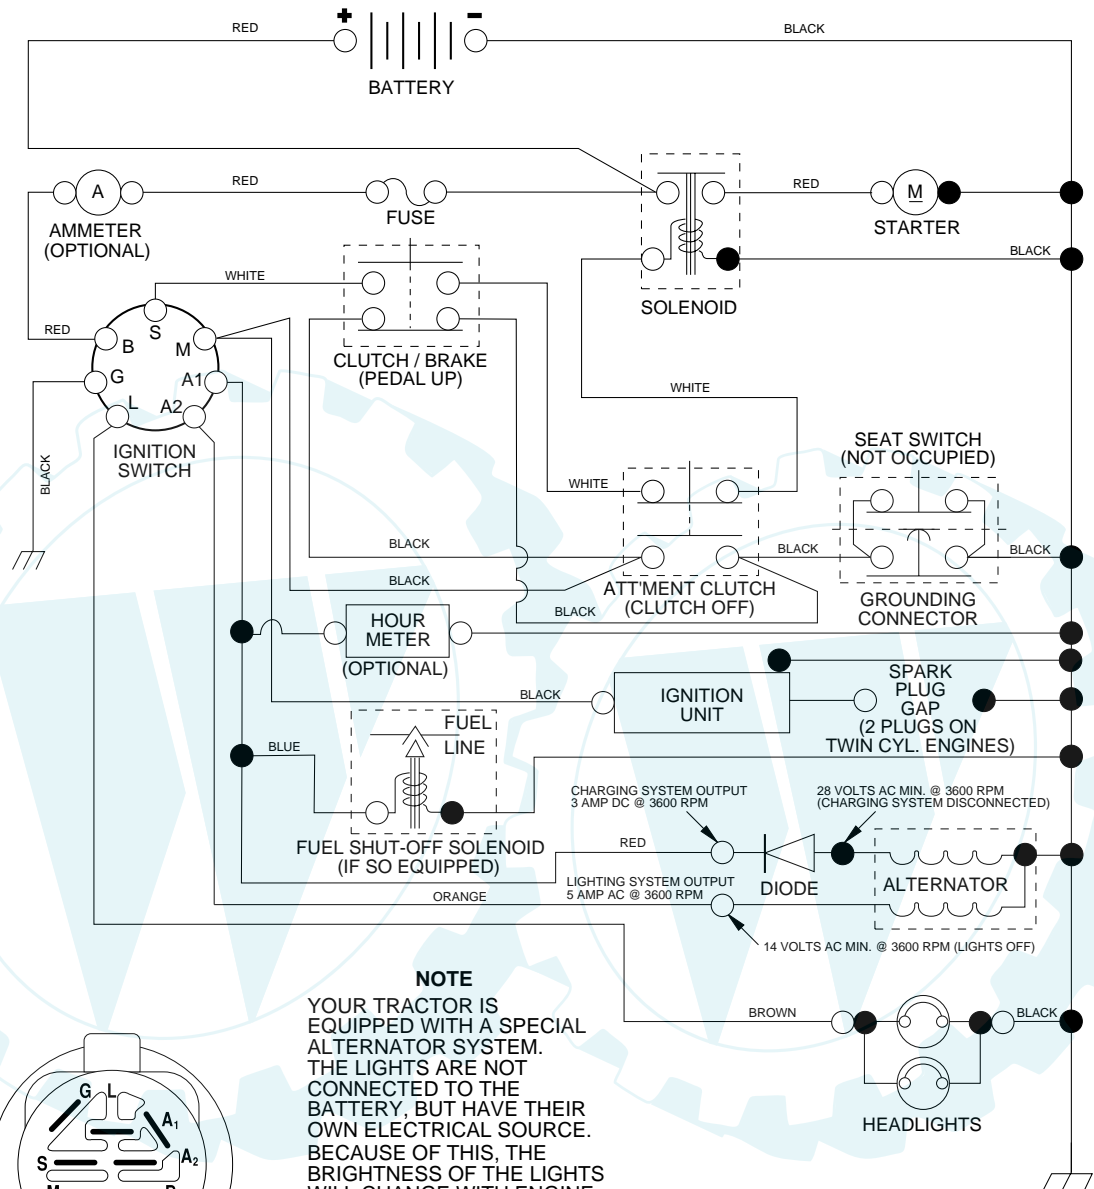 + −
RED
BLACK
BATTERY
A
RED
RED
M
AMMETER
(OPTIONAL)
FUSE
STARTER
BLACK
WHITE
SOLENOID
RED
S
B
M
G
A1
L
A2
CLUTCH / BRAKE
(PEDAL UP)
WHITE
IGNITION
SWITCH
BLACK
SEAT SWITCH
(NOT OCCUPIED)
WHITE
BLACK
BLACK
BLACK
BLACK
ATT'MENT CLUTCH
(CLUTCH OFF)
GROUNDING
CONNECTOR
BLACK
HOUR
METER
(OPTIONAL)
BLACK
IGNITION
UNIT
SPARK
PLUG
GAP
(2 PLUGS ON
TWIN CYL. ENGINES)
BLUE
FUEL
LINE
FUEL SHUT-OFF SOLENOID
(IF SO EQUIPPED)
CHARGING SYSTEM OUTPUT
3 AMP DC @ 3600 RPM
28 VOLTS AC MIN. @ 3600 RPM
(CHARGING SYSTEM DISCONNECTED)
RED
DIODE
ALTERNATOR
LIGHTING SYSTEM OUTPUT
5 AMP AC @ 3600 RPM
ORANGE
14 VOLTS AC MIN. @ 3600 RPM (LIGHTS OFF)
BROWN
BLACK
HEADLIGHTS
NOTE
YOUR TRACTOR IS
EQUIPPED WITH A SPECIAL
ALTERNATOR SYSTEM.
THE LIGHTS ARE NOT
CONNECTED TO THE
BATTERY, BUT HAVE THEIR
OWN ELECTRICAL SOURCE.
BECAUSE OF THIS, THE
BRIGHTNESS OF THE LIGHTS
WILL CHANGE WITH ENGINE
G L
A1
A2
S
M B